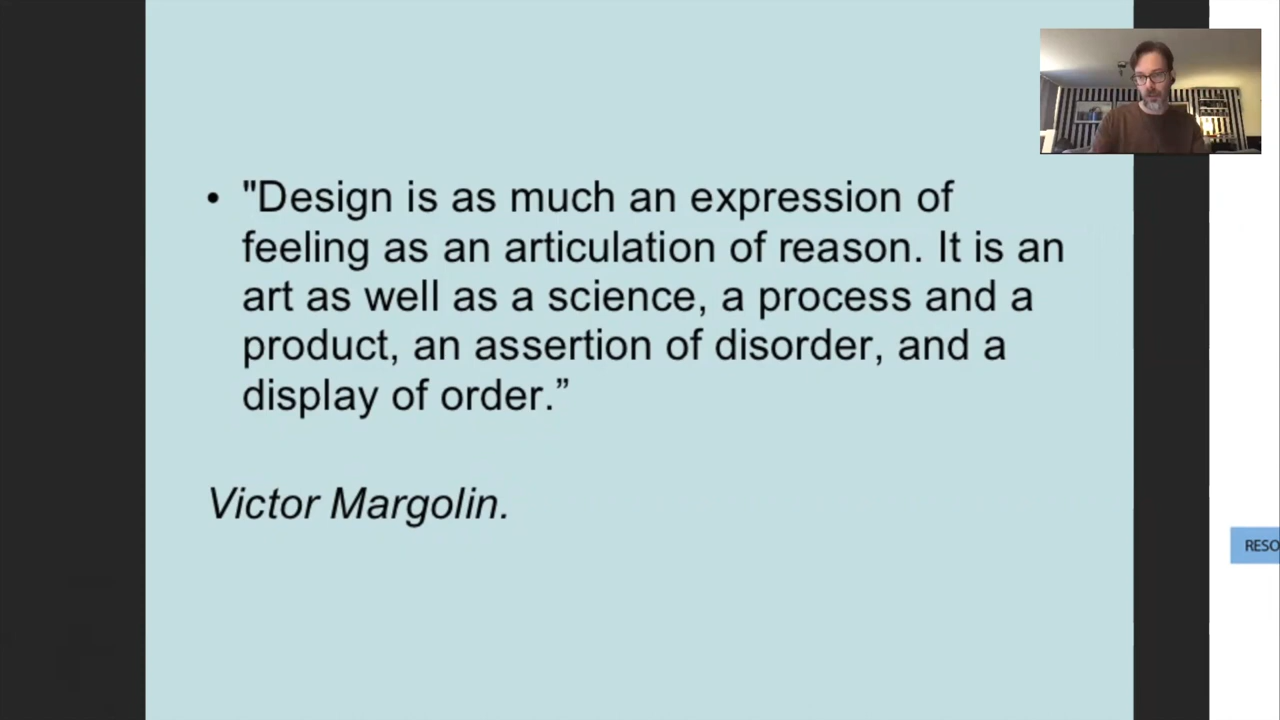 • "Design is as much an expression of
feeling as an articulation of reason. It is an
art as well as a science, a process and a
product, an assertion of disorder, and a
display of order.”
Victor Margolin.
RESO